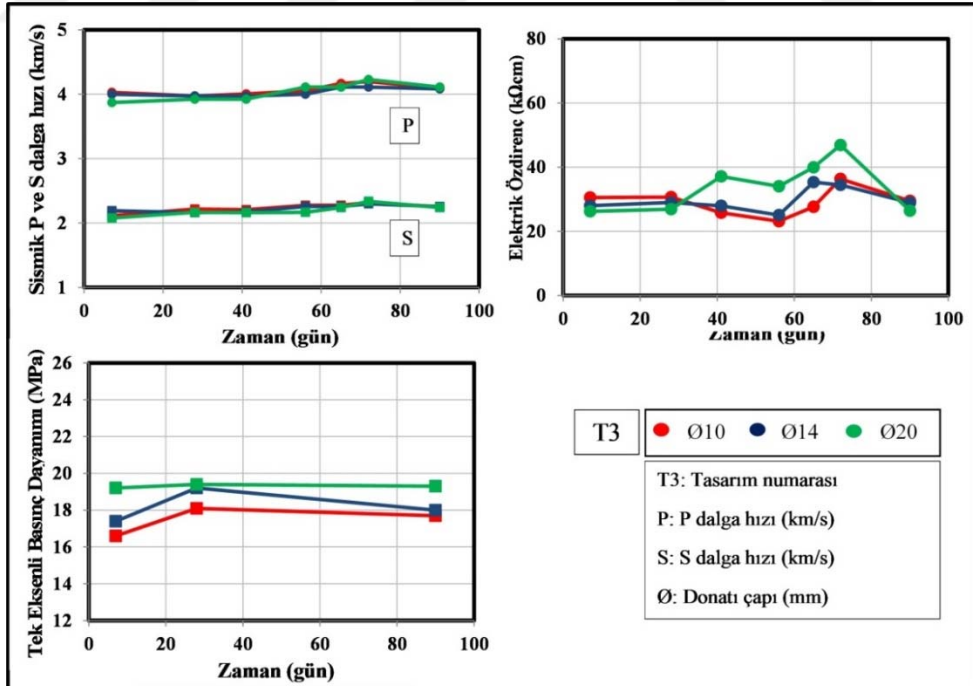 Sismik P ve S dalga hızı (km/s)
5
4
3
2
1
P
S
0
20
40
60
80
100
Zaman (gün)
Elektrik Özdirenç (kΩcm)
80
60
40
20
0
0
20
40
60
80
100
Zaman (gün)
Tek Eksenli Basınç Dayanımı (MPa)
26
24
22
20
18
16
14
12
0
20
40
60
80
100
Zaman (gün)
T3
Ø10
Ø14
Ø20
T3: Tasarım numarası
P: P dalga hızı (km/s)
S: S dalga hızı (km/s)
Ø: Donatı çapı (mm)